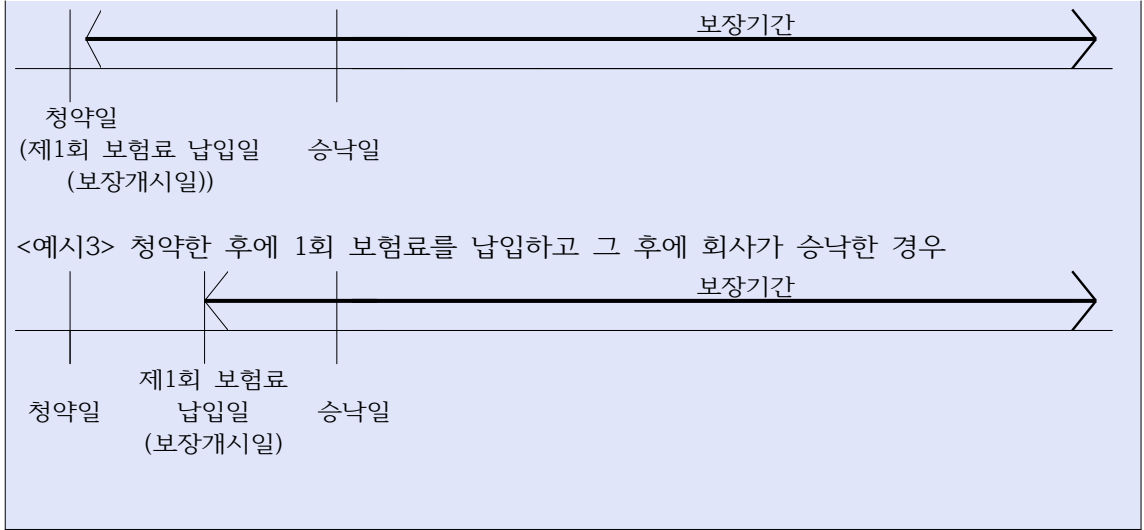 보장기간
청약일
(제1회 보험료 납입일 승낙일
(보장개시일))
<예시3> 청약한 후에 1회 보험료를 납입하고 그 후에 회사가 승낙한 경우
보장기간
제1회 보험료
청약일 납입일 승낙일
(보장개시일)